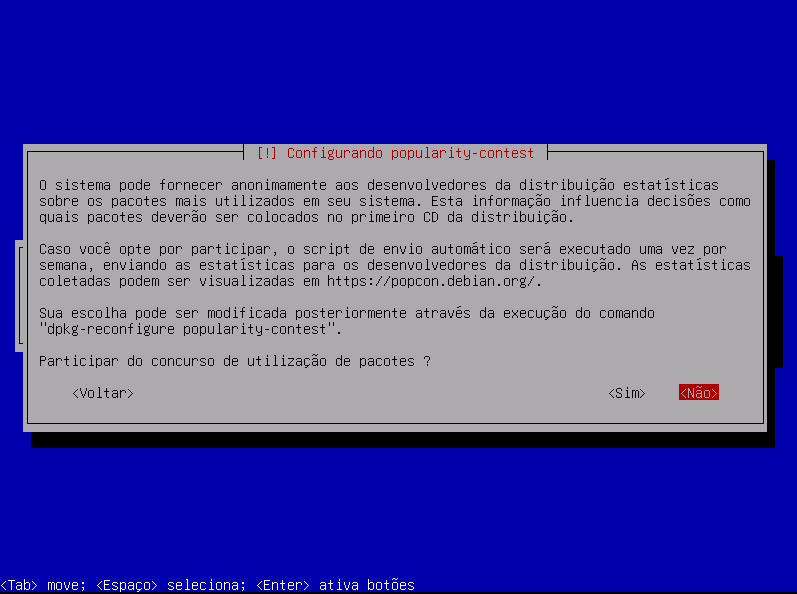 [!] Configurando popularity-contest
O sistema pode fornecer anonimamente aos desenvolvedores da distribuição estatísticas
sobre os pacotes mais utilizados em seu sistema. Esta informação influencia decisões como
quais pacotes deverão ser colocados no primeiro CD da distribuição.
Caso você opte por participar, o script de envio automático será executado uma vez por
semana, enviando as estatísticas para os desenvolvedores da distribuição. As estatísticas
coletadas podem ser visualizadas em https://popcon.debian.org/.
Sua escolha pode ser modificada posteriormente através da execução do comando
"dpkg-reconfigure popularity-contest".
Participar do concurso de utilização de pacotes ?
<Voltar> <Sim> <Não>
<Tab> move; <Espaço> seleciona; <Enter> ativa botões